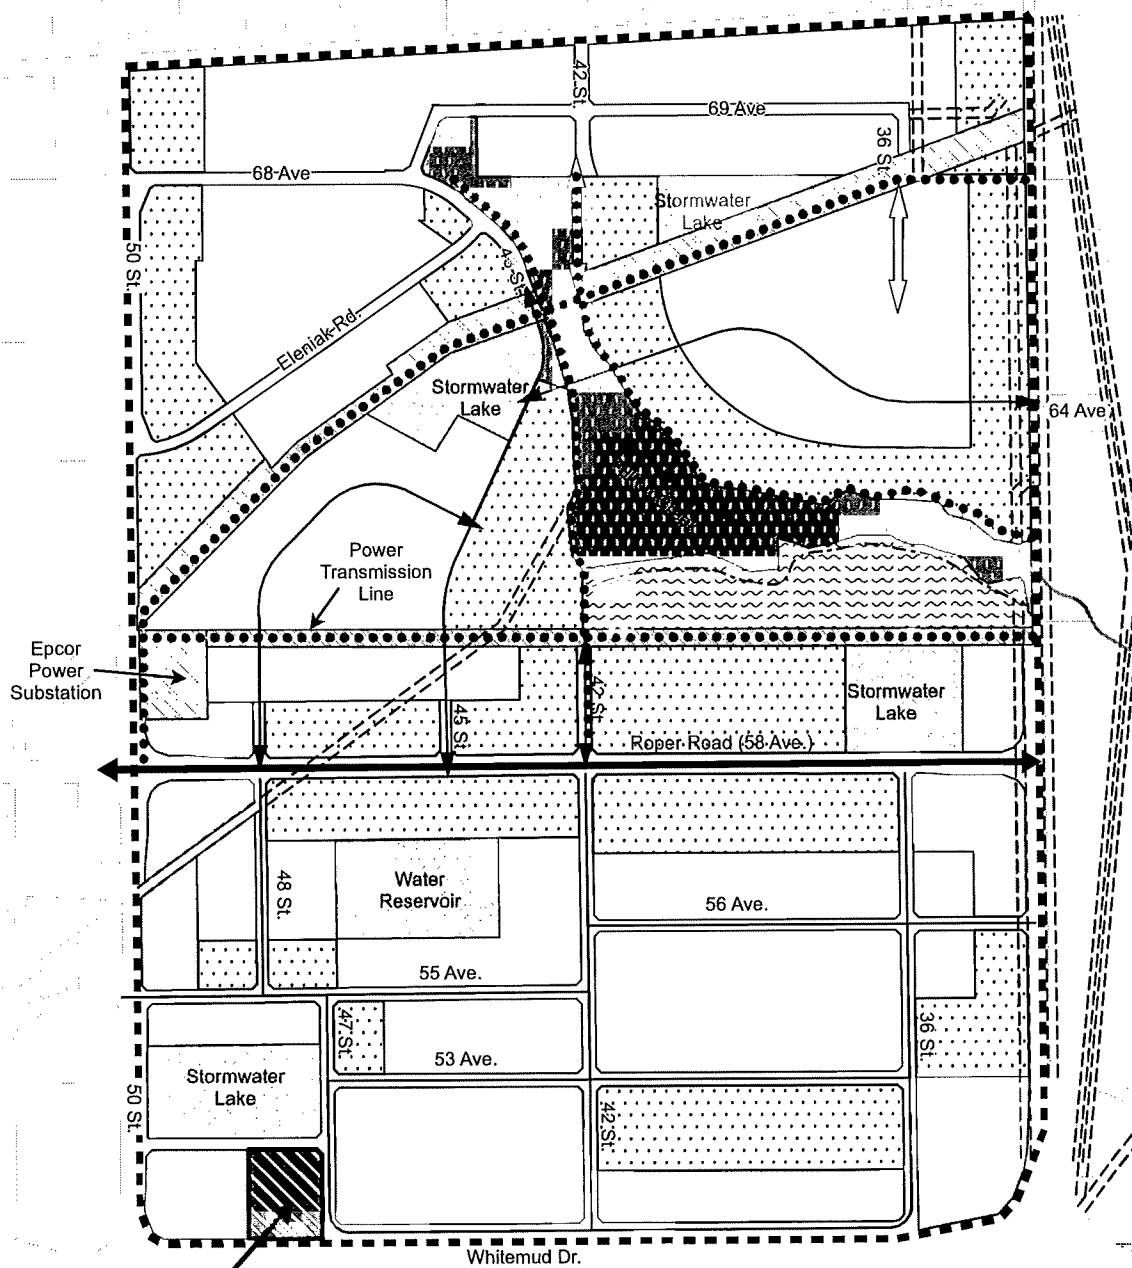 42 St.
69 Ave
36 St.
68 Ave
Stormwater
Lake
50 St.
45 St.
Eleniak Rd.
Stormwater
Lake
64 Ave
Power
Transmission
Line
Epcor
Power
Substation
45 St
42 St.
Stormwater
Lake
Roper Road (58 Ave.)
48 St.
Water
Reservoir
56 Ave.
55 Ave.
47 St.
36 St.
53 Ave.
Stormwater
Lake
50 St.
42 St.
Whitemud Dr.